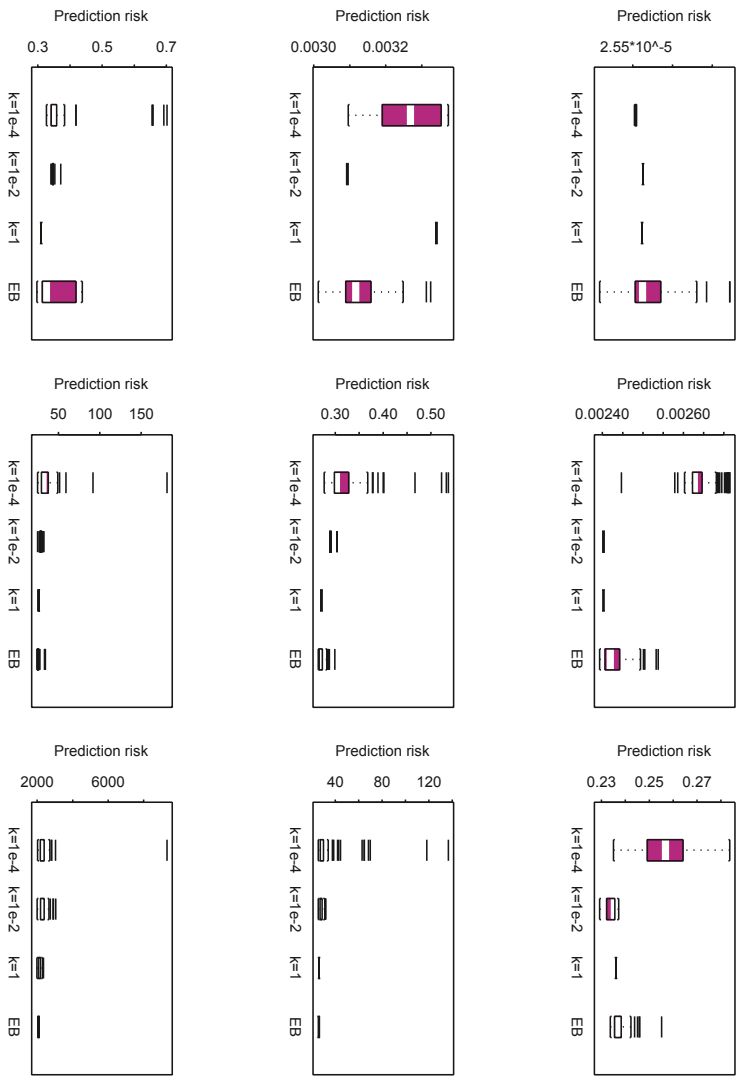 Prediction risk
0.3 0.5 0.7
k=1e-4
k=1e-2
k=1
EB
Prediction risk
0.0030 0.0032
k=1e-4
k=1e-2
k=1
EB
Prediction risk
2.55*10^-5
k=1e-4
k=1e-2
k=1
EB
Prediction risk
50 100 150
k=1e-4
k=1e-2
k=1
EB
Prediction risk
0.30 0.40 0.50
k=1e-4
k=1e-2
k=1
EB
Prediction risk
0.00240 0.00260
k=1e-4
k=1e-2
k=1
EB
Prediction risk
2000 6000
k=1e-4
k=1e-2
k=1
EB
Prediction risk
40 80 120
k=1e-4
k=1e-2
k=1
EB
Prediction risk
0.23 0.25 0.27
k=1e-4
k=1e-2
k=1
EB